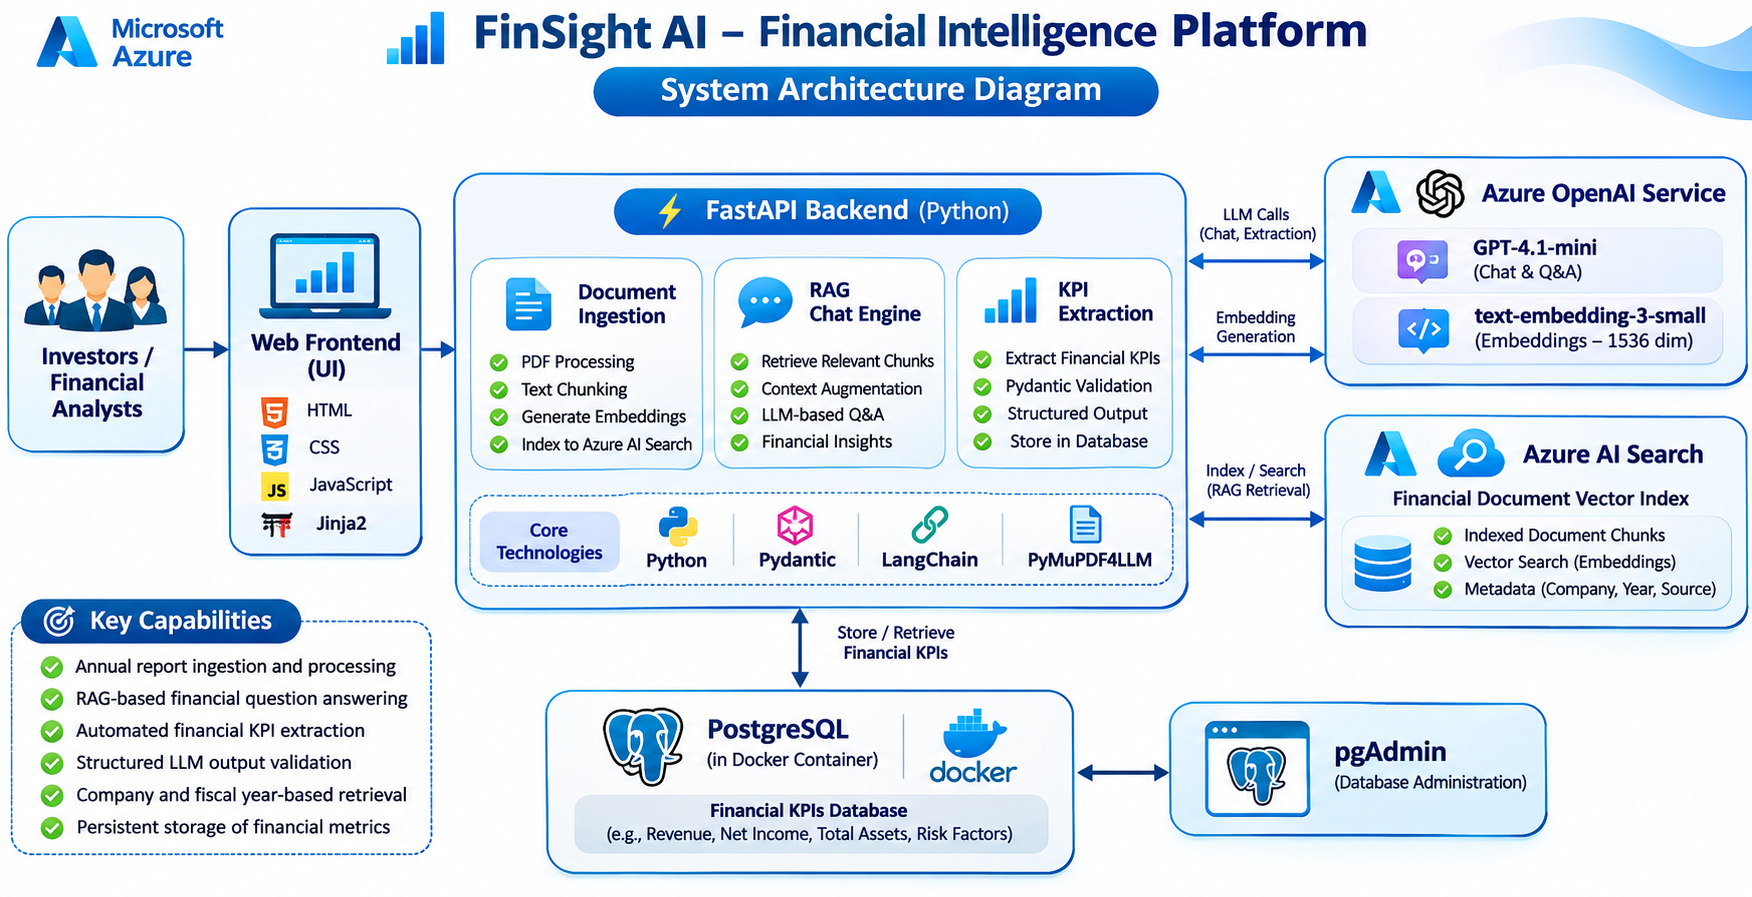 Microsoft
Azure
FinSight AI – Financial Intelligence Platform
System Architecture Diagram
Investors /
Financial
Analysts
Web Frontend
(UI)
HTML
CSS
JS JavaScript
Jinja2
FastAPI Backend (Python)
Document
Ingestion
PDF Processing
Text Chunking
Generate Embeddings
Index to Azure AI Search
RAG
Chat Engine
Retrieve Relevant Chunks
Context Augmentation
LLM-based Q&A
Financial Insights
KPI
Extraction
Extract Financial KPIs
Pydantic Validation
Structured Output
Store in Database
Core
Technologies
Python
Pydantic
LangChain
PyMuPDF4LLM
LLM Calls
(Chat, Extraction)
Embedding
Generation
Index / Search
(RAG Retrieval)
Azure OpenAI Service
GPT-4.1-mini
(Chat & Q&A)
</>
text-embedding-3-small
(Embeddings – 1536 dim)
Azure AI Search
Financial Document Vector Index
Indexed Document Chunks
Vector Search (Embeddings)
Metadata (Company, Year, Source)
Key Capabilities
Annual report ingestion and processing
RAG-based financial question answering
Automated financial KPI extraction
Structured LLM output validation
Company and fiscal year-based retrieval
Persistent storage of financial metrics
Store / Retrieve
Financial KPIs
PostgreSQL
(in Docker Container)
docker
Financial KPIs Database
(e.g., Revenue, Net Income, Total Assets, Risk Factors)
pgAdmin
(Database Administration)